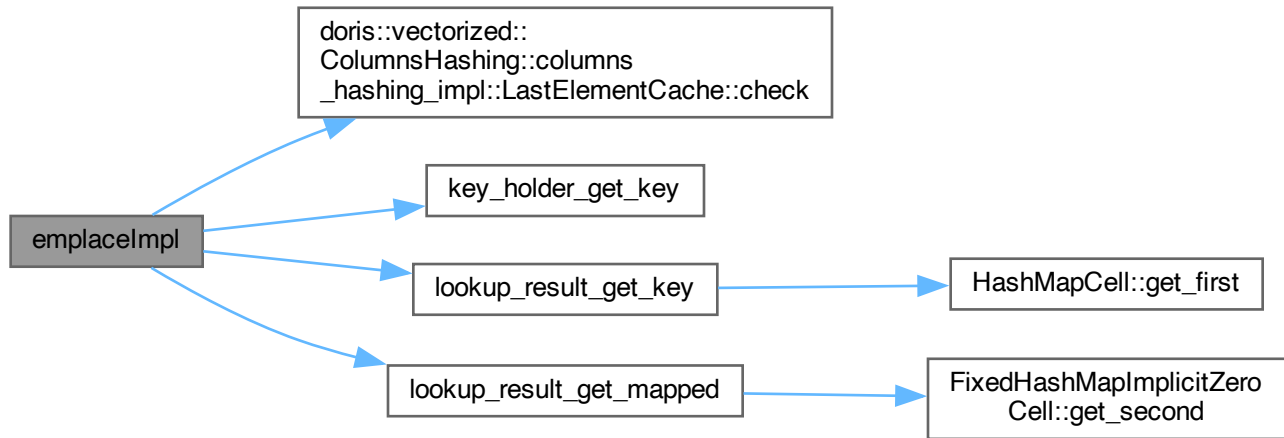 doris::vectorized::
ColumnsHashing::columns
_hashing_impl::LastElementCache::check
key_holder_get_key
emplaceImpl
lookup_result_get_key
HashMapCell::get_first
lookup_result_get_mapped
FixedHashMapImplicitZero
Cell::get_second